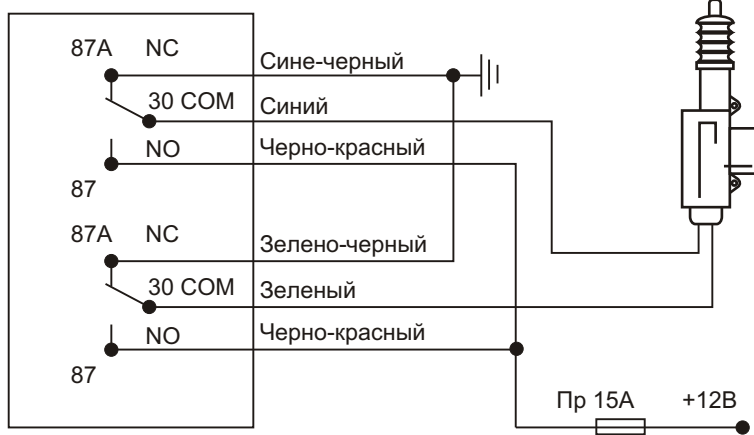 87A NC
Сине-черный
30 COM
Синий
NO
Черно-красный
87
87A NC
Зелено-черный
30 COM
Зеленый
NO
Черно-красный
87
Пр 15А +12В